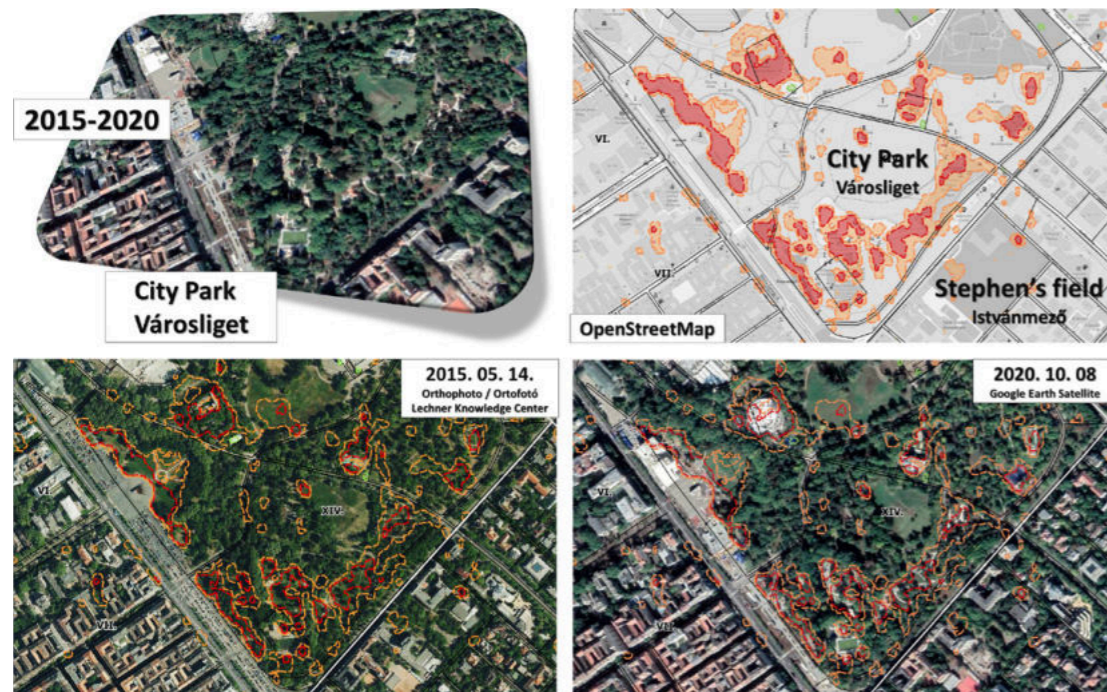 2015-2020
City Park
Városliget
VI.
City Park
Városliget
VII.
Stephen's field
Istvánmező
OpenStreetMap
2015. 05. 14.
Orthophoto / Ortofotó
Lechner Knowledge Center
VI.
XIV.
VII.
2020. 10. 08
Google Earth Satellite
VI.
XIV.
VII.